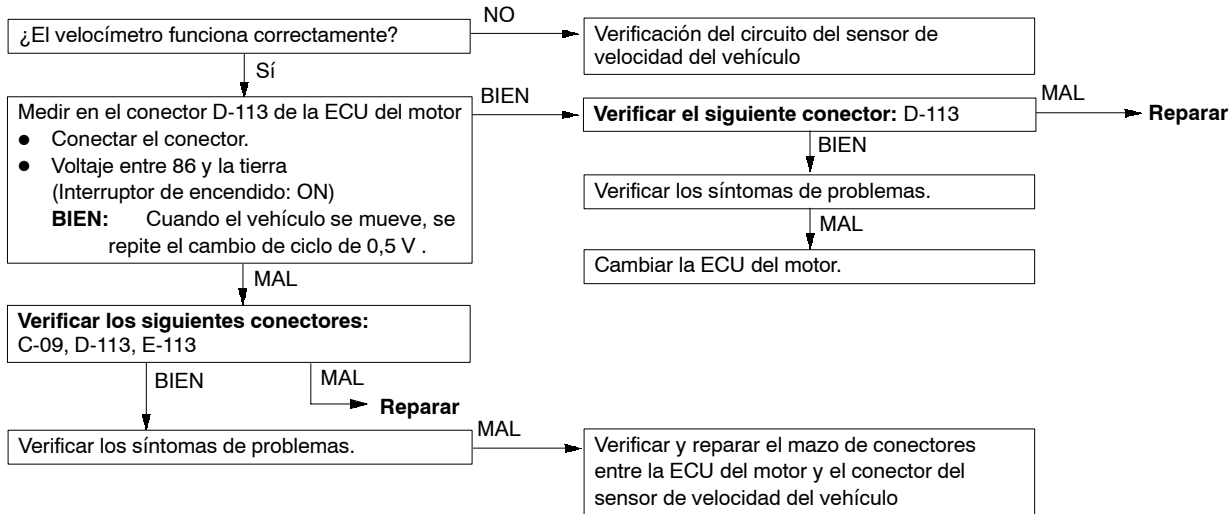 ¿El velocímetro funciona correctamente?
NO
Verificación del circuito del sensor de
velocidad del vehículo
Sí
Medir en el conector D-113 de la ECU del motor
● Conectar el conector.
● Voltaje entre 86 y la tierra
(Interruptor de encendido: ON)
BIEN: Cuando el vehículo se mueve, se
repite el cambio de ciclo de 0,5 V .
BIEN
Verificar el siguiente conector: D-113
MAL
Reparar
BIEN
Verificar los síntomas de problemas.
MAL
Cambiar la ECU del motor.
MAL
Verificar los siguientes conectores:
C-09, D-113, E-113
BIEN
MAL
Reparar
Verificar los síntomas de problemas.
MAL
Verificar y reparar el mazo de conectores
entre la ECU del motor y el conector del
sensor de velocidad del vehículo